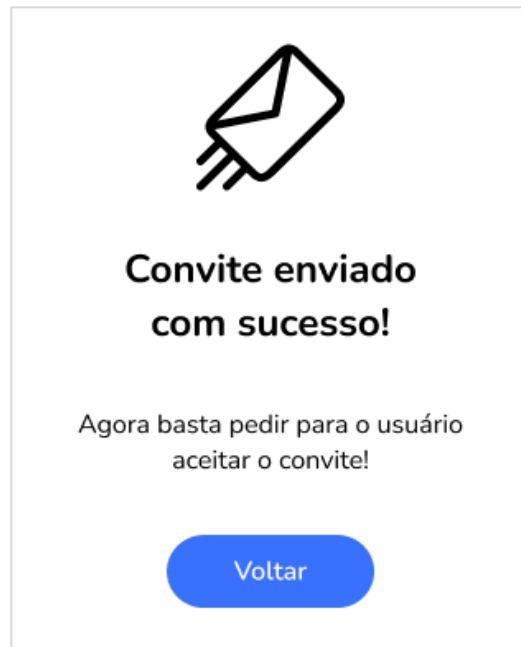 Convite enviado
com sucesso!
Agora basta pedir para o usuário
aceitar o convite!
Voltar